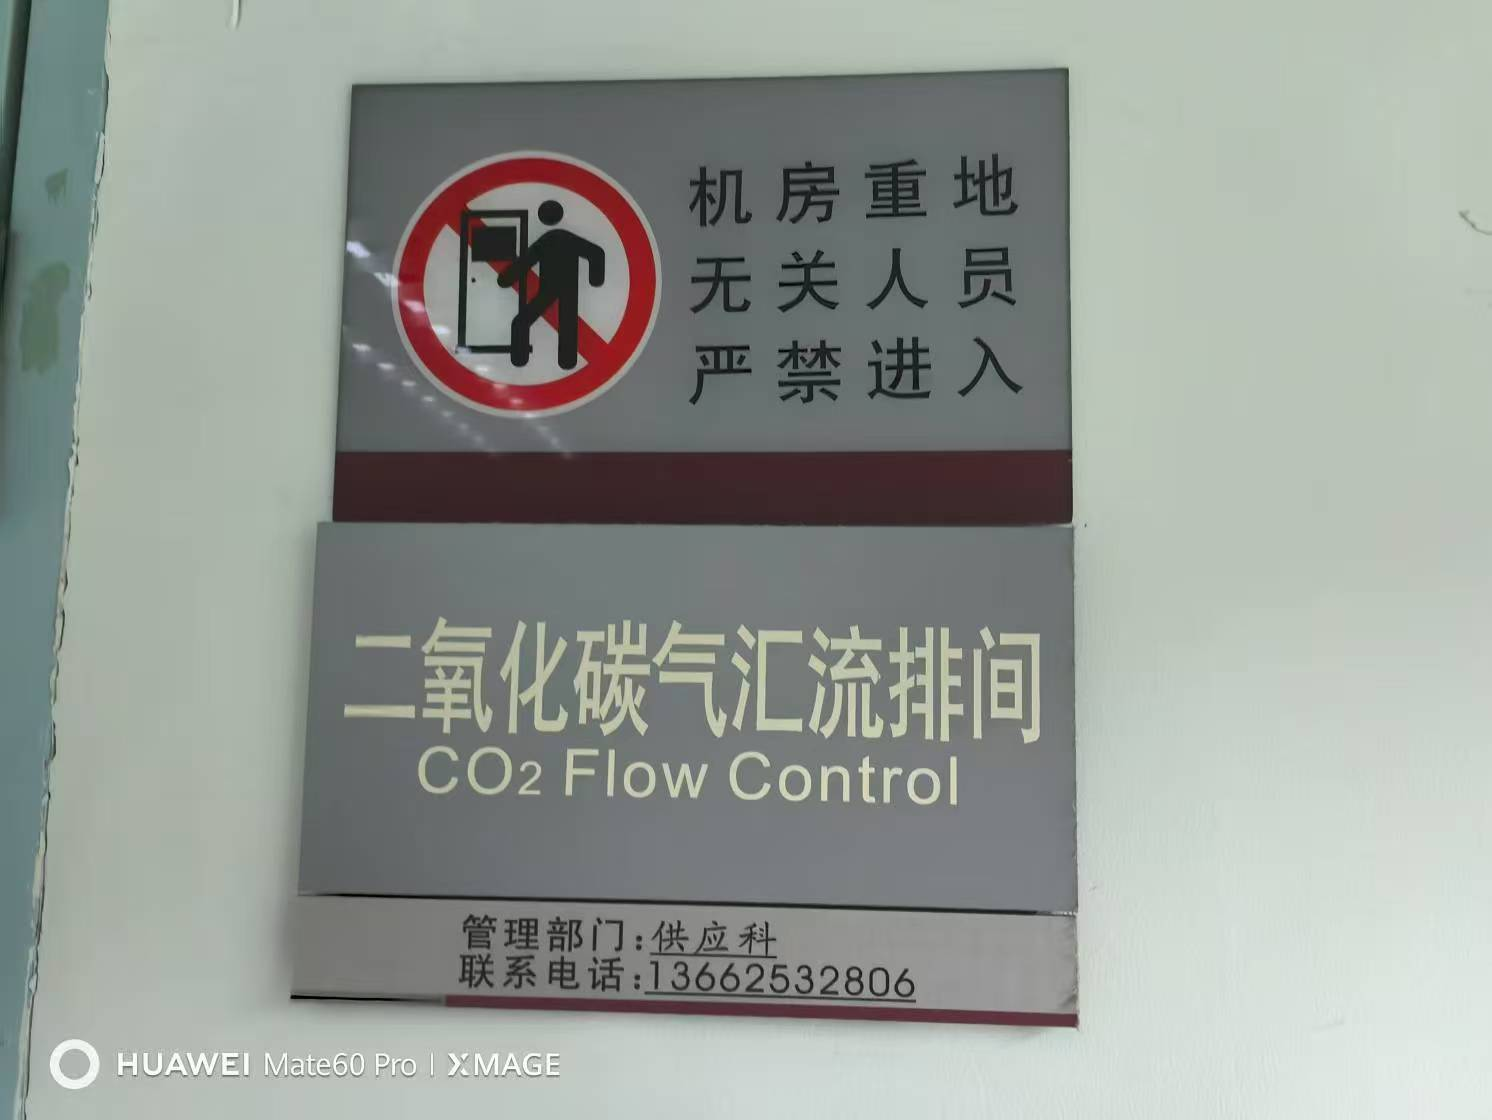 机房重地
无关人员
严禁进入
二氧化碳气汇流排间
CO2 Flow Control
管理部门:供应科
联系电话:13662532806
HUAWEI Mate60 Pro | XMAGE